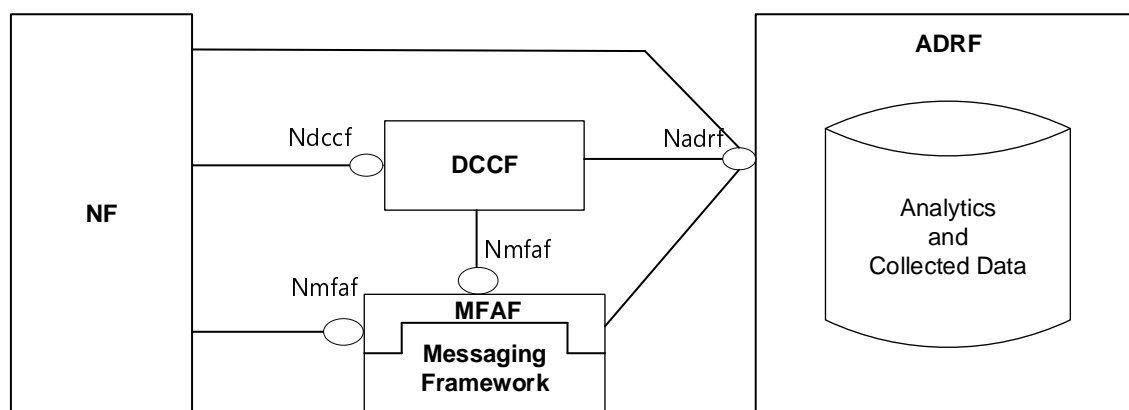 ADRF
Ndccf
Nadrf
DCCF
NF
Analytics
and
Collected Data
Nmfaf
Nmfaf
MFAF
Messaging
Framework